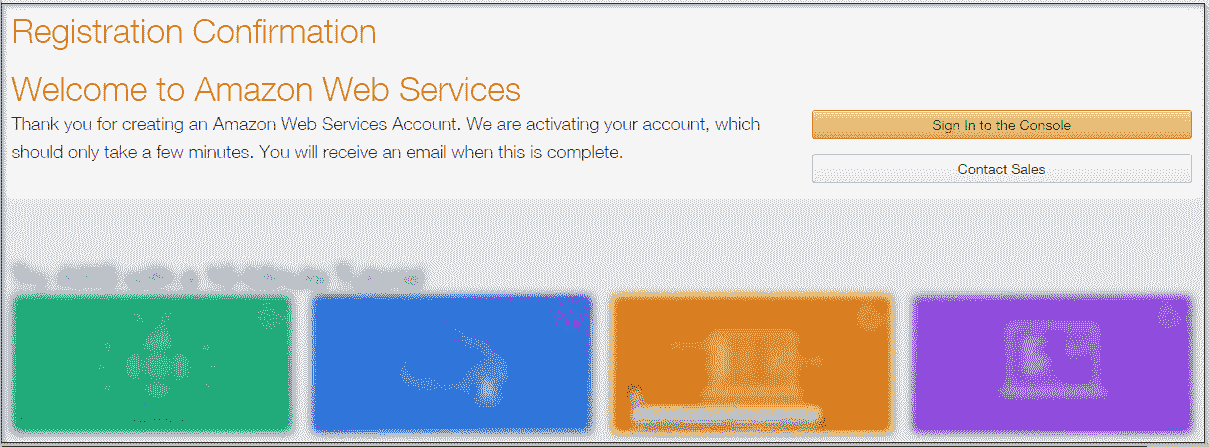 Registration Confirmation
Welcome to Amazon Web Services
Thank you for creating an Amazon Web Services Account. We are activating your account, which
should only take a few minutes. You will receive an email when this is complete.
Sign In to the Console
Contact Sales